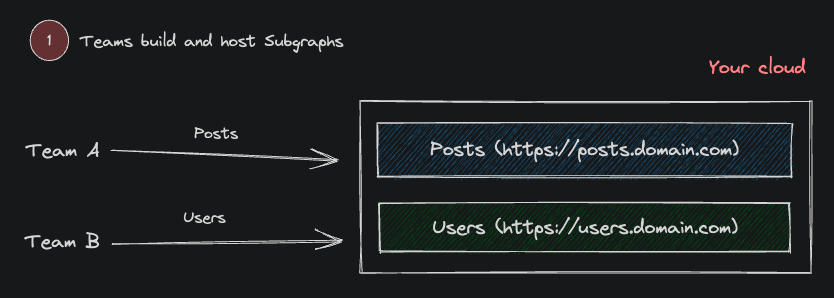 1 Teams build and host Subgraphs
Your cloud
Posts
Team A
Posts (https://posts.domain.com)
Users
Team B
Users (https://users.domain.com)